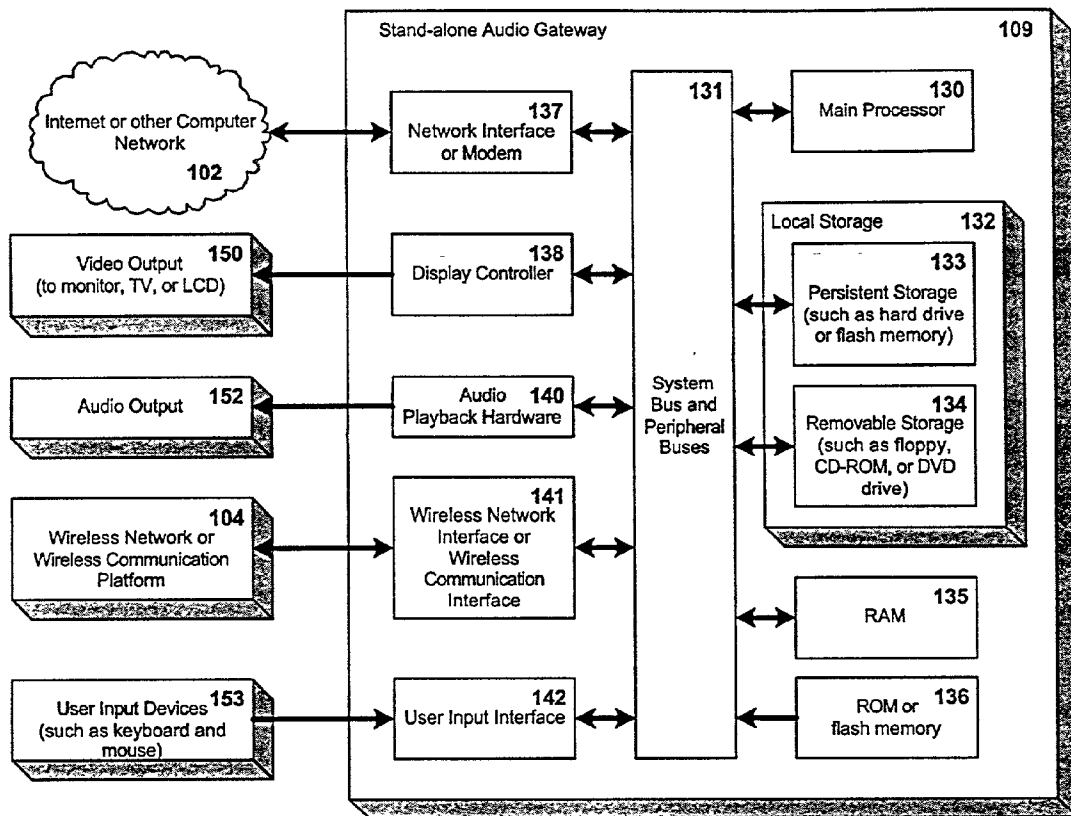 Stand-alone Audio Gateway
109
Internet or other Computer
Network
102
137
Network Interface
or Modem
131
System
Bus and
Peripheral
Buses
130
Main Processor
150
Video Output
(to monitor, TV, or LCD)
138
Display Controller
Local Storage
132
133
Persistent Storage
(such as hard drive
or flash memory)
152
Audio Output
140
Audio
Playback Hardware
134
Removable Storage
(such as floppy,
CD-ROM, or DVD
drive)
104
Wireless Network or
Wireless Communication
Platform
141
Wireless Network
Interface or
Wireless
Communication
Interface
135
RAM
153
User Input Devices
(such as keyboard and
mouse)
142
User Input Interface
136
ROM or
flash memory